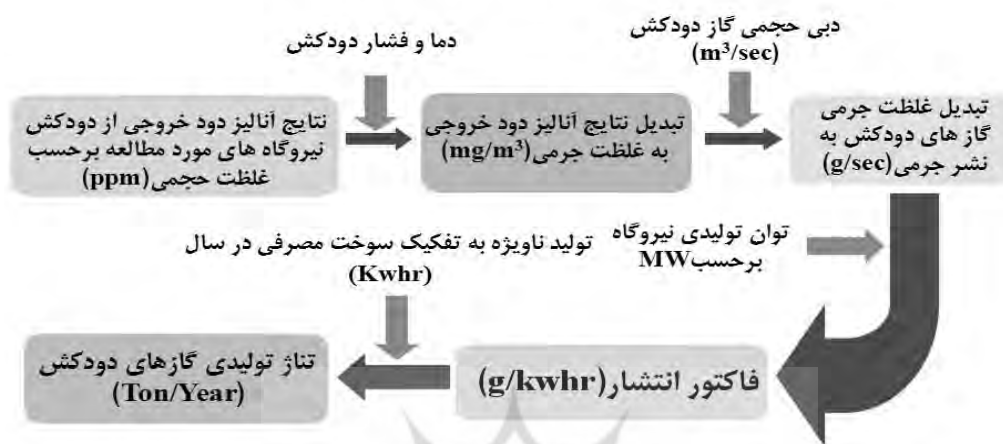 دما و فشار دودکش
دبی حجمی گاز دودکش
(m³/sec)
نتایج آنالیز دود خروجی از دودکش
نیروگاه های مورد مطالعه برحسب
غلظت حجمی(ppm)
تبدیل نتایج آنالیز دود خروجی
به غلظت جرمی(mg/m³)
تبدیل غلظت جرمی
گاز های دودکش به
نشر جرمی(g/sec)
توان تولیدی نیروگاه
برحسبMW
تولید ناویژه به تفکیک سوخت مصرفی در سال
(Kwhr)
فاکتور انتشار(g/kwhr)
تناژ تولیدی گازهای دودکش
(Ton/Year)